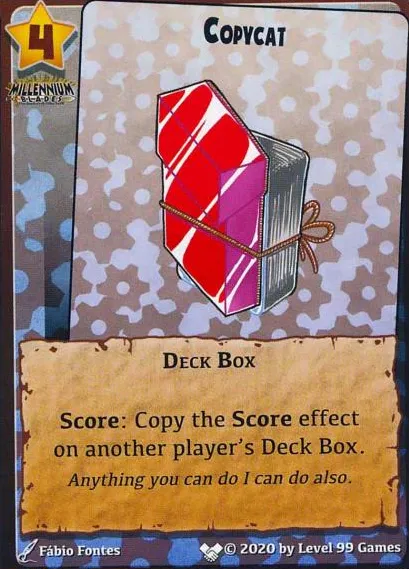 4
COPYCAT
MILLENNIUM
BLADES
DECK BOX
Score: Copy the Score effect
on another player's Deck Box.
Anything you can do I can do also.
Fábio Fontes
© 2020 by Level 99 Games